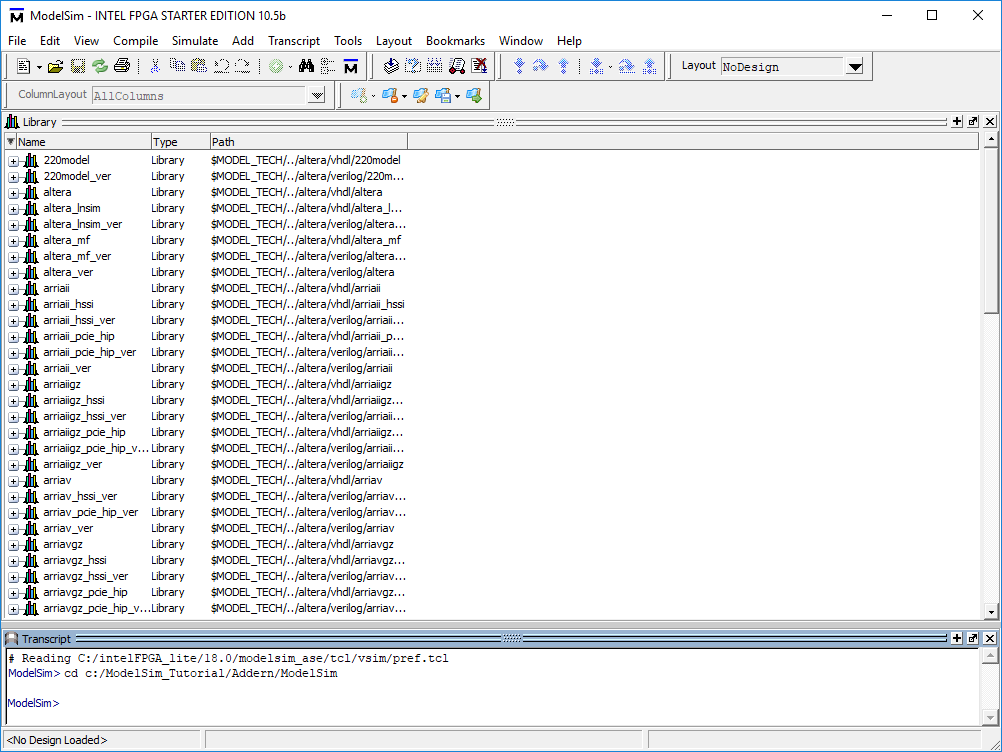 ModelSim - INTEL FPGA STARTER EDITION 10.5b
File Edit View Compile Simulate Add Transcript Tools Layout Bookmarks Window Help
Layout NoDesign
ColumnLayout AllColumns
Library
Name Type Path
220model Library $MODEL_TECH/../altera/vhdl/220model
220model_ver Library $MODEL_TECH/../altera/verilog/220m...
altera Library $MODEL_TECH/../altera/vhdl/altera
altera_lnsim Library $MODEL_TECH/../altera/vhdl/altera_l...
altera_lnsim_ver Library $MODEL_TECH/../altera/verilog/altera...
altera_mf Library $MODEL_TECH/../altera/vhdl/altera_mf
altera_mf_ver Library $MODEL_TECH/../altera/verilog/altera...
altera_ver Library $MODEL_TECH/../altera/verilog/altera
arriaii Library $MODEL_TECH/../altera/vhdl/arriaii
arriaii_hssi Library $MODEL_TECH/../altera/vhdl/arriaii_hssi
arriaii_hssi_ver Library $MODEL_TECH/../altera/verilog/arriaii...
arriaii_pcie_hip Library $MODEL_TECH/../altera/vhdl/arriaii_p...
arriaii_pcie_hip_ver Library $MODEL_TECH/../altera/verilog/arriaii...
arriaii_ver Library $MODEL_TECH/../altera/verilog/arriaii
arriaiigz Library $MODEL_TECH/../altera/vhdl/arriaiigz
arriaiigz_hssi Library $MODEL_TECH/../altera/vhdl/arriaiigz...
arriaiigz_hssi_ver Library $MODEL_TECH/../altera/verilog/arriaii...
arriaiigz_pcie_hip Library $MODEL_TECH/../altera/vhdl/arriaiigz...
arriaiigz_pcie_hip_v... Library $MODEL_TECH/../altera/verilog/arriaii...
arriaiigz_ver Library $MODEL_TECH/../altera/verilog/arriaiigz
arriav Library $MODEL_TECH/../altera/vhdl/arriav
arriav_hssi_ver Library $MODEL_TECH/../altera/verilog/arriav...
arriav_pcie_hip_ver Library $MODEL_TECH/../altera/verilog/arriav...
arriav_ver Library $MODEL_TECH/../altera/verilog/arriav
arriavgz Library $MODEL_TECH/../altera/vhdl/arriavgz
arriavgz_hssi Library $MODEL_TECH/../altera/vhdl/arriavgz...
arriavgz_hssi_ver Library $MODEL_TECH/../altera/verilog/arriav...
arriavgz_pcie_hip Library $MODEL_TECH/../altera/vhdl/arriavgz...
arriavgz_pcie_hip_v... Library $MODEL_TECH/../altera/verilog/arriav...
Transcript
# Reading C:/intelFPGA_lite/18.0/modelsim_ase/tcl/vsim/pref.tcl
ModelSim> cd c:/ModelSim_Tutorial/Addern/ModelSim
ModelSim>
<No Design Loaded>